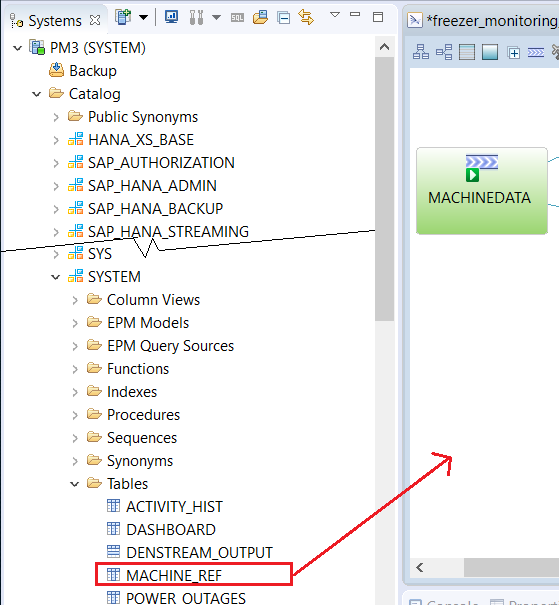 Systems
PM3 (SYSTEM)
Backup
Catalog
Public Synonyms
HANA_XS_BASE
SAP_AUTHORIZATION
SAP_HANA_ADMIN
SAP_HANA_BACKUP
SAP_HANA_STREAMING
SYS
SYSTEM
Column Views
EPM Models
EPM Query Sources
Functions
Indexes
Procedures
Sequences
Synonyms
Tables
ACTIVITY_HIST
DASHBOARD
DENSTREAM_OUTPUT
MACHINE_REF
POWER_OUTAGES
*freezer_monitoring
MACHINEDATA
Console